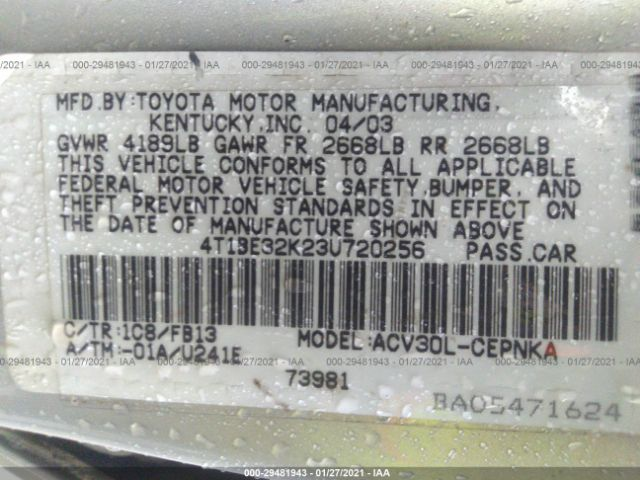 000-29481943 - 01/27/2021 - IAA
MFD.BY:TOYOTA MOTOR MANUFACTURING,
KENTUCKY,INC. 04/03
GVWR 4189LB GAWR FR 2668LB RR 2668LB
THIS VEHICLE CONFORMS TO ALL APPLICABLE
FEDERAL MOTOR VEHICLE SAFETY,BUMPER, AND
THEFT PREVENTION STANDARDS IN EFFECT ON
THE DATE OF MANUFACTURE SHOWN ABOVE
4T1BE32K23U720256 PASS.CAR
C/TR:1C8/FB13 MODEL:ACV30L-CEPNKA
A/TM:-01A/U241E
73981
BA05471624
000-29481943 - 01/27/2021 - IAA